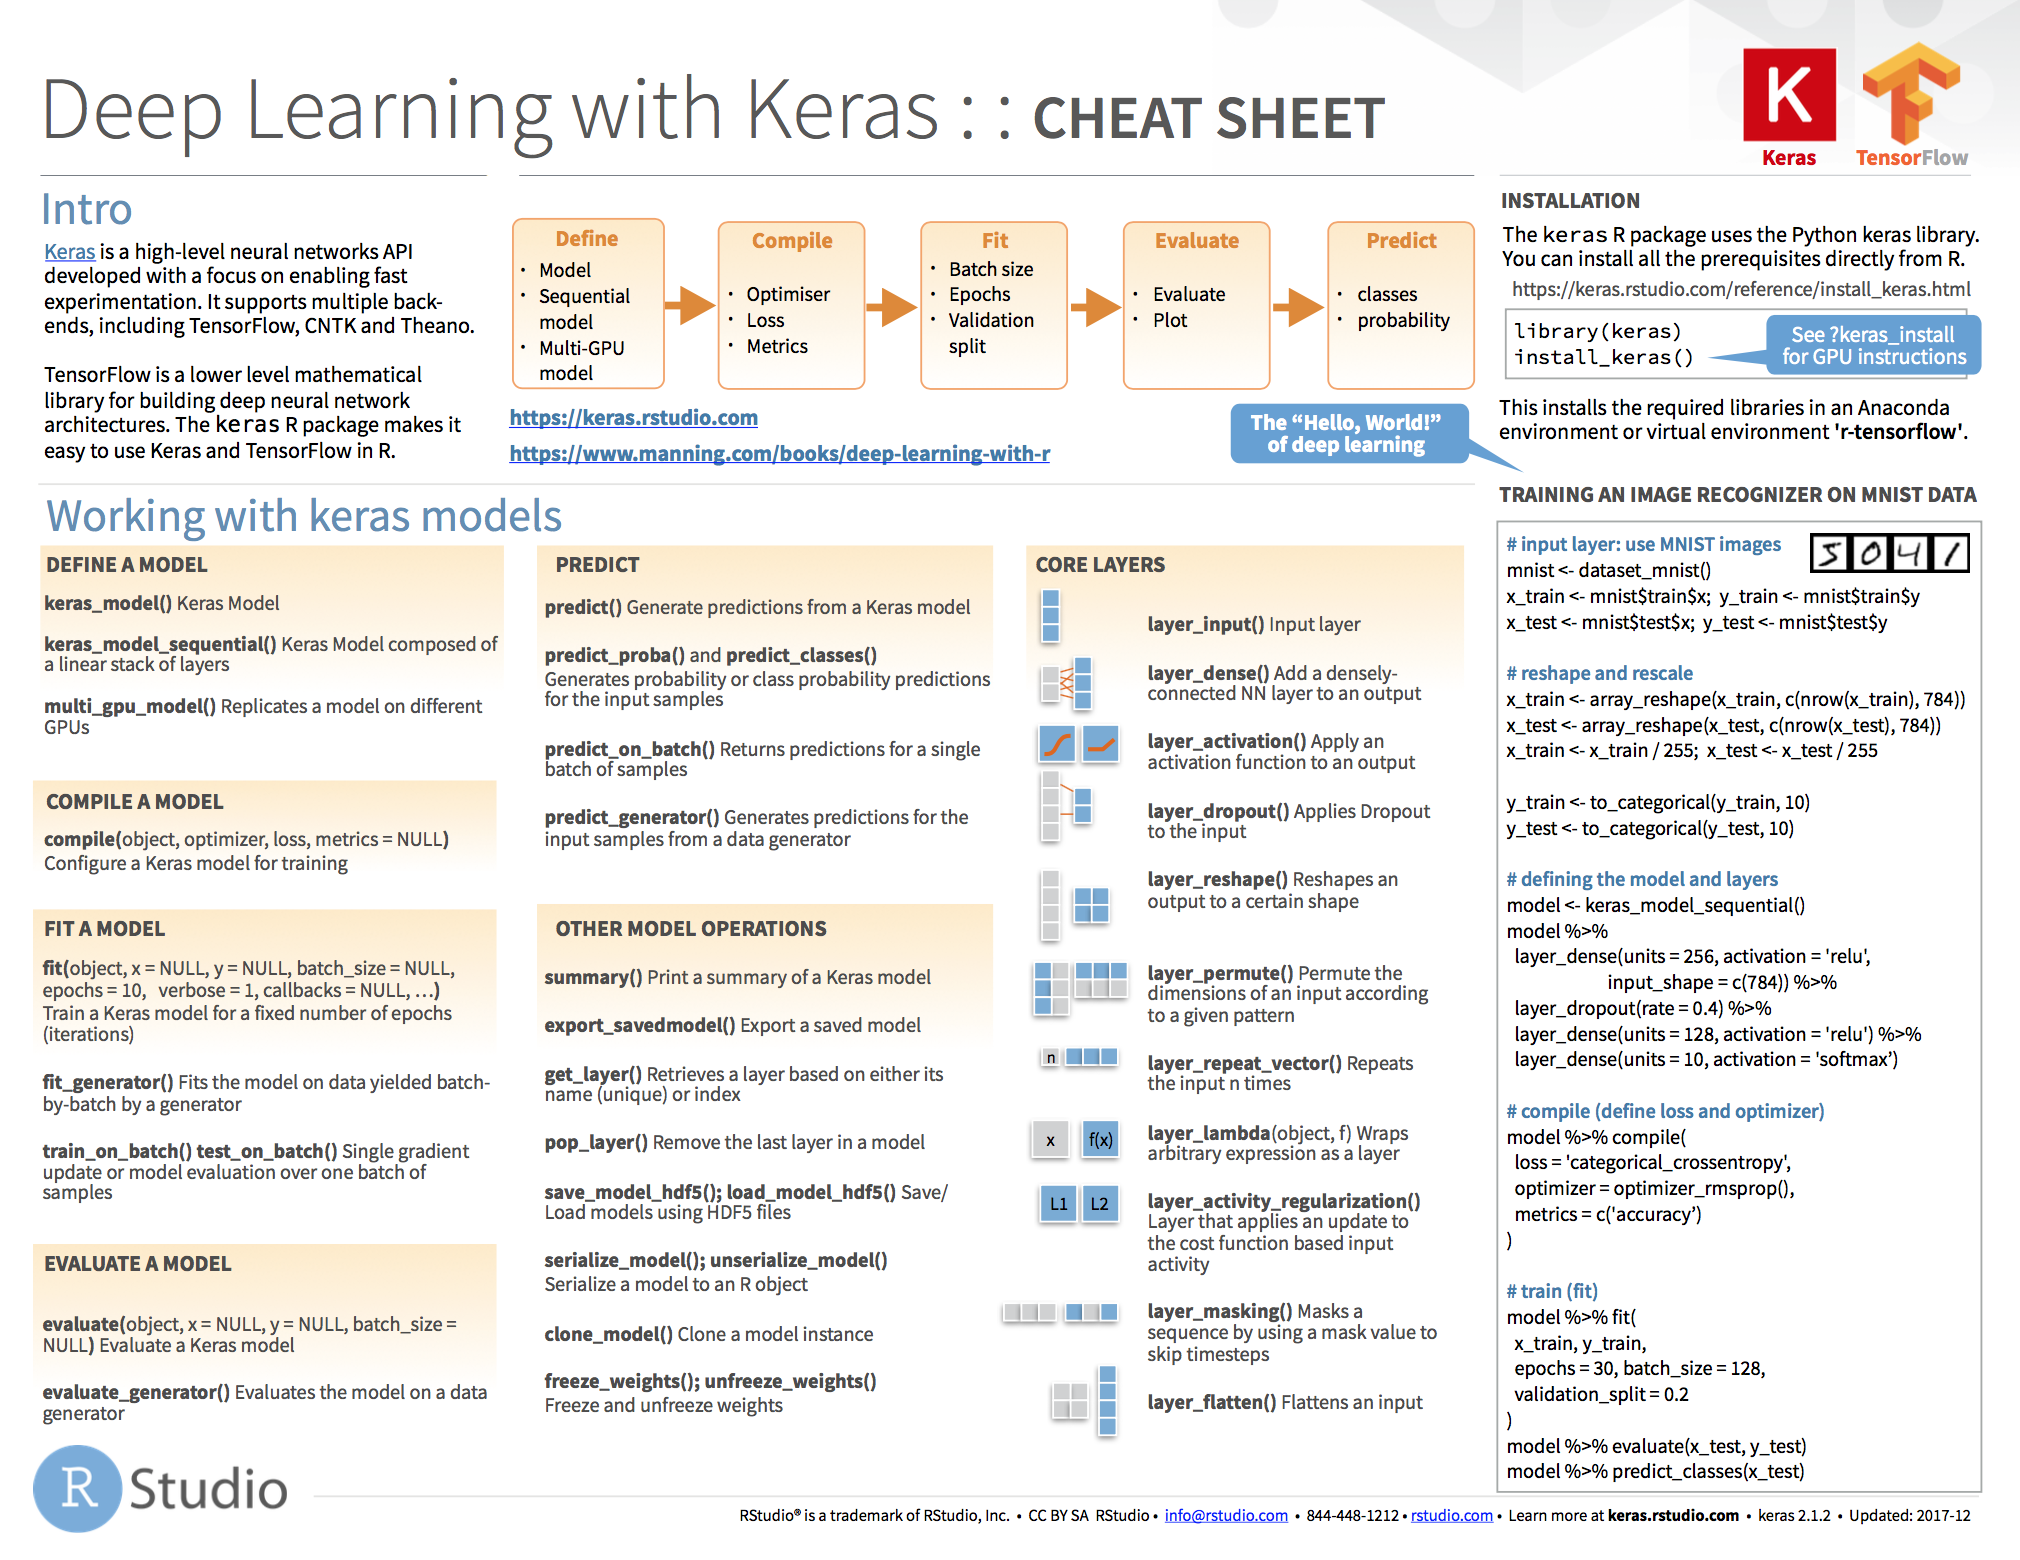 Deep Learning with Keras : : CHEAT SHEET
Keras
TensorFlow
Intro
Keras is a high-level neural networks API
developed with a focus on enabling fast
experimentation. It supports multiple back-
ends, including TensorFlow, CNTK and Theano.
TensorFlow is a lower level mathematical
library for building deep neural network
architectures. The keras R package makes it
easy to use Keras and TensorFlow in R.
Define
• Model
• Sequential
model
• Multi-GPU
model
Compile
• Optimiser
• Loss
• Metrics
Fit
• Batch size
• Epochs
• Validation
split
Evaluate
• Evaluate
• Plot
Predict
• classes
• probability
https://keras.rstudio.com
https://www.manning.com/books/deep-learning-with-r
The “Hello, World!”
of deep learning
INSTALLATION
The keras R package uses the Python keras library.
You can install all the prerequisites directly from R.
https://keras.rstudio.com/reference/install_keras.html
library(keras)
install_keras()
See ?keras_install
for GPU instructions
This installs the required libraries in an Anaconda
environment or virtual environment 'r-tensorflow'.
Working with keras models
DEFINE A MODEL
keras_model() Keras Model
keras_model_sequential() Keras Model composed of
a linear stack of layers
multi_gpu_model() Replicates a model on different
GPUs
COMPILE A MODEL
compile(object, optimizer, loss, metrics = NULL)
Configure a Keras model for training
FIT A MODEL
fit(object, x = NULL, y = NULL, batch_size = NULL,
epochs = 10, verbose = 1, callbacks = NULL, …)
Train a Keras model for a fixed number of epochs
(iterations)
fit_generator() Fits the model on data yielded batch-
by-batch by a generator
train_on_batch() test_on_batch() Single gradient
update or model evaluation over one batch of
samples
EVALUATE A MODEL
evaluate(object, x = NULL, y = NULL, batch_size =
NULL) Evaluate a Keras model
evaluate_generator() Evaluates the model on a data
generator
PREDICT
predict() Generate predictions from a Keras model
predict_proba() and predict_classes()
Generates probability or class probability predictions
for the input samples
predict_on_batch() Returns predictions for a single
batch of samples
predict_generator() Generates predictions for the
input samples from a data generator
OTHER MODEL OPERATIONS
summary() Print a summary of a Keras model
export_savedmodel() Export a saved model
get_layer() Retrieves a layer based on either its
name (unique) or index
pop_layer() Remove the last layer in a model
save_model_hdf5(); load_model_hdf5() Save/
Load models using HDF5 files
serialize_model(); unserialize_model()
Serialize a model to an R object
clone_model() Clone a model instance
freeze_weights(); unfreeze_weights()
Freeze and unfreeze weights
CORE LAYERS
layer_input() Input layer
layer_dense() Add a densely-
connected NN layer to an output
layer_activation() Apply an
activation function to an output
layer_dropout() Applies Dropout
to the input
layer_reshape() Reshapes an
output to a certain shape
layer_permute() Permute the
dimensions of an input according
to a given pattern
n
layer_repeat_vector() Repeats
the input n times
x f(x)
layer_lambda(object, f) Wraps
arbitrary expression as a layer
L1 L2
layer_activity_regularization()
Layer that applies an update to
the cost function based input
activity
layer_masking() Masks a
sequence by using a mask value to
skip timesteps
layer_flatten() Flattens an input
TRAINING AN IMAGE RECOGNIZER ON MNIST DATA
5 0 4 1
# input layer: use MNIST images
mnist <- dataset_mnist()
x_train <- mnist$train$x; y_train <- mnist$train$y
x_test <- mnist$test$x; y_test <- mnist$test$y
# reshape and rescale
x_train <- array_reshape(x_train, c(nrow(x_train), 784))
x_test <- array_reshape(x_test, c(nrow(x_test), 784))
x_train <- x_train / 255; x_test <- x_test / 255
y_train <- to_categorical(y_train, 10)
y_test <- to_categorical(y_test, 10)
# defining the model and layers
model <- keras_model_sequential()
model %>%
layer_dense(units = 256, activation = 'relu',
input_shape = c(784)) %>%
layer_dropout(rate = 0.4) %>%
layer_dense(units = 128, activation = 'relu') %>%
layer_dense(units = 10, activation = 'softmax’)
# compile (define loss and optimizer)
model %>% compile(
loss = 'categorical_crossentropy',
optimizer = optimizer_rmsprop(),
metrics = c('accuracy’)
)
# train (fit)
model %>% fit(
x_train, y_train,
epochs = 30, batch_size = 128,
validation_split = 0.2
)
model %>% evaluate(x_test, y_test)
model %>% predict_classes(x_test)
R Studio
RStudio® is a trademark of RStudio, Inc. • CC BY SA RStudio • info@rstudio.com • 844-448-1212 • rstudio.com • Learn more at keras.rstudio.com • keras 2.1.2 • Updated: 2017-12